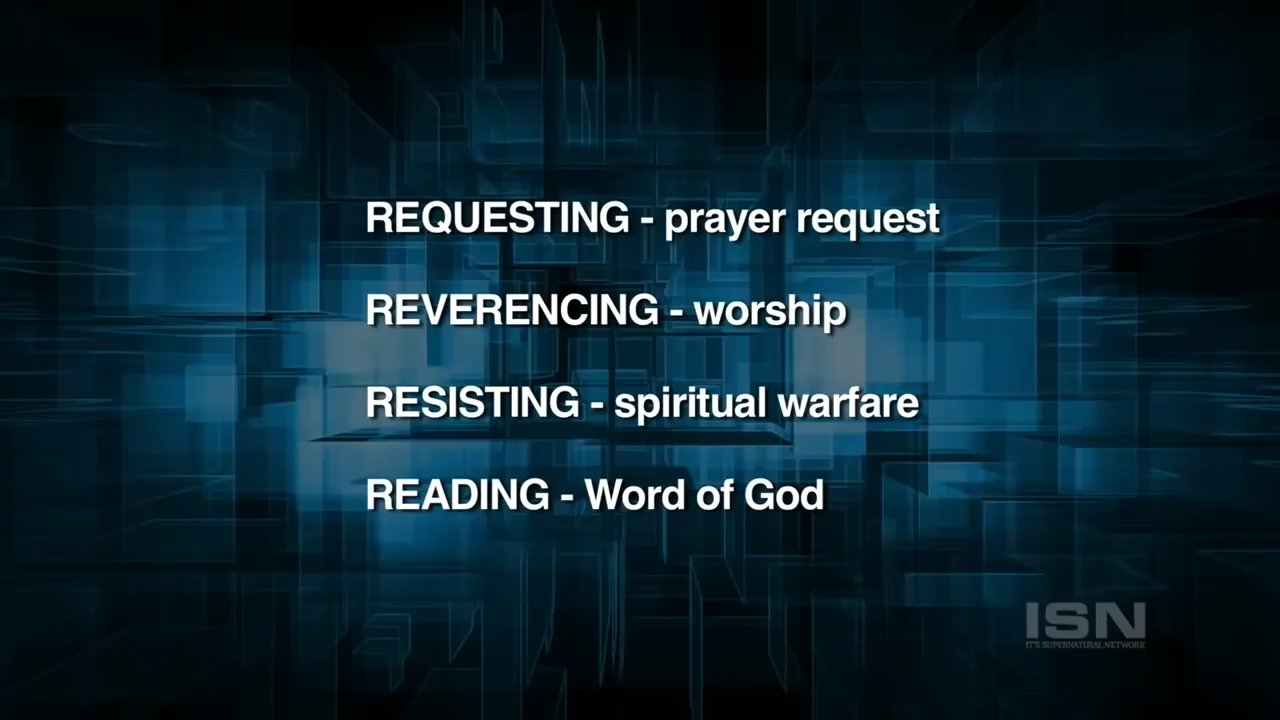 REQUESTING - prayer request
REVERENCING - worship
RESISTING - spiritual warfare
READING - Word of God
ISN
IT'S SUPERNATURAL NETWORK